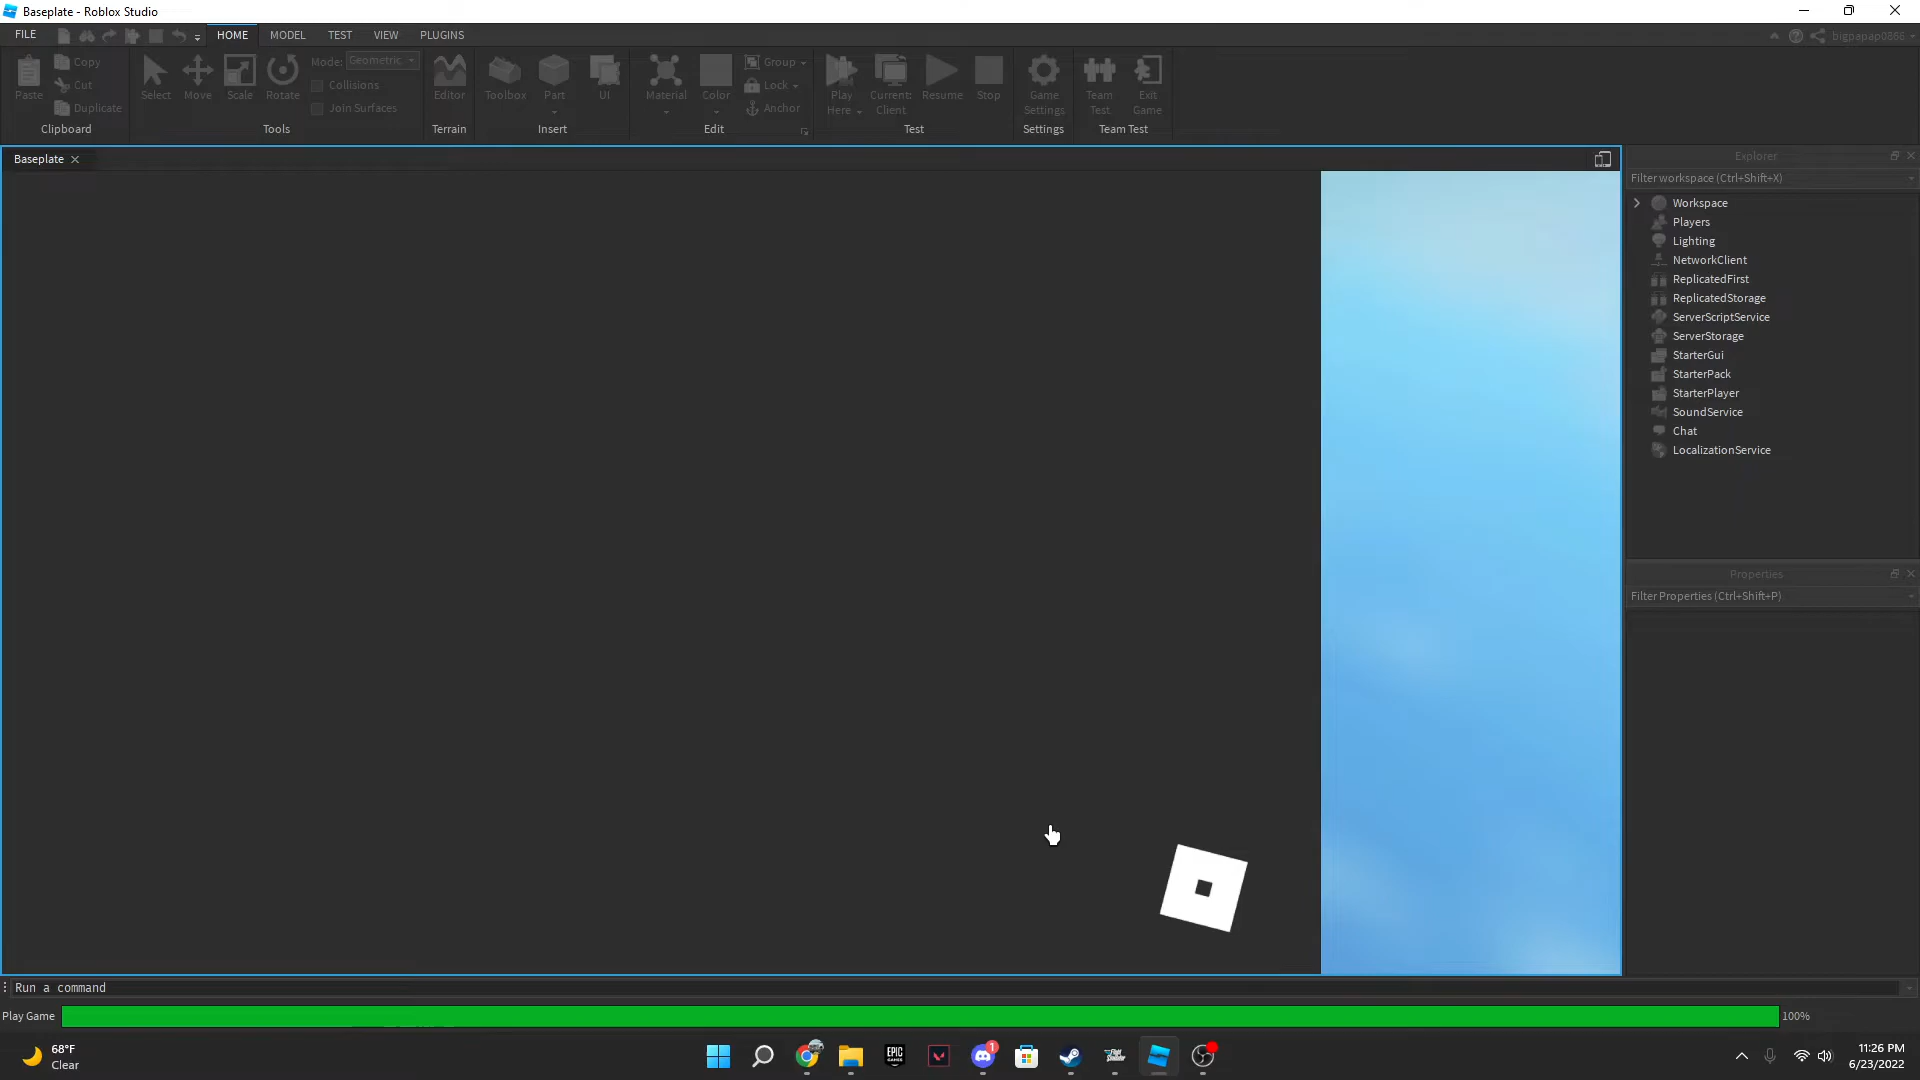 Baseplate - Roblox Studio
FILE HOME MODEL TEST VIEW PLUGINS bigpapap0888
Paste Copy Cut Duplicate Clipboard
Select Move Scale Rotate Mode: Geometric Collisions Join Surfaces Tools
Editor Terrain
Toolbox Part UI Insert
Material Color Group Lock Anchor Edit
Play Here Current: Client Resume Stop Test
Game Settings Settings
Team Test Exit Game Team Test
Baseplate
Explorer
Filter workspace (Ctrl+Shift+X)
Workspace
Players
Lighting
NetworkClient
ReplicatedFirst
ReplicatedStorage
ServerScriptService
ServerStorage
StarterGui
StarterPack
StarterPlayer
SoundService
Chat
LocalizationService
Properties
Filter Properties (Ctrl+Shift+P)
Run a command
Play Game 100%
68°F
Clear
EPIC GAMES
1
11:26 PM
6/23/2022